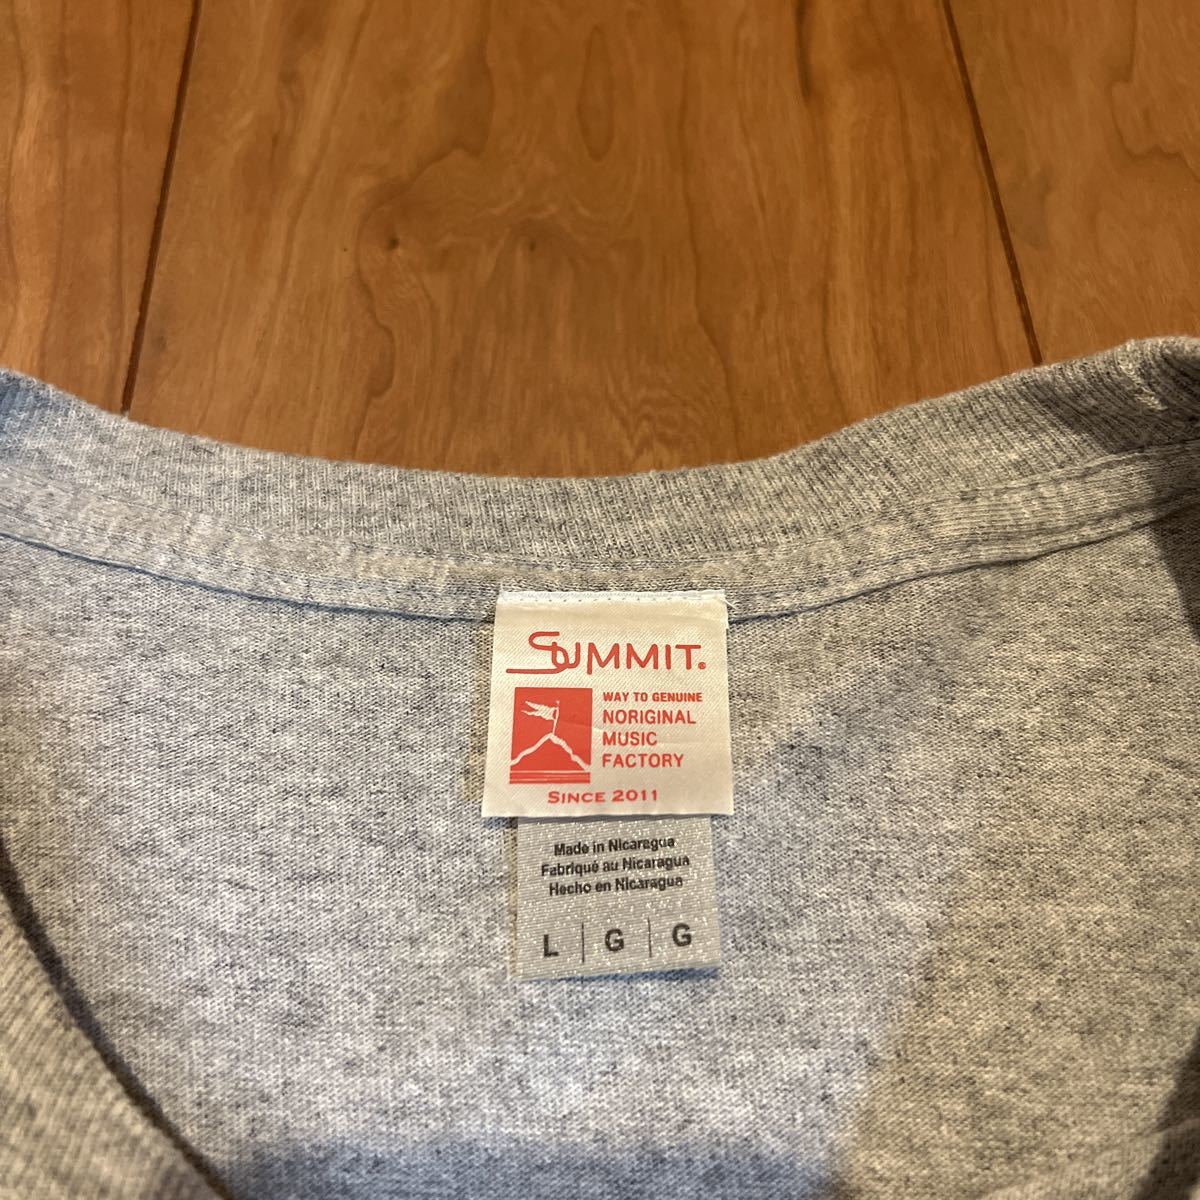 SUMMIT.
WAY TO GENUINE
NORIGINAL
MUSIC
FACTORY
SINCE 2011
Made in Nicaragua
Fabriqué au Nicaragua
Hecho en Nicaragua
L | G | G